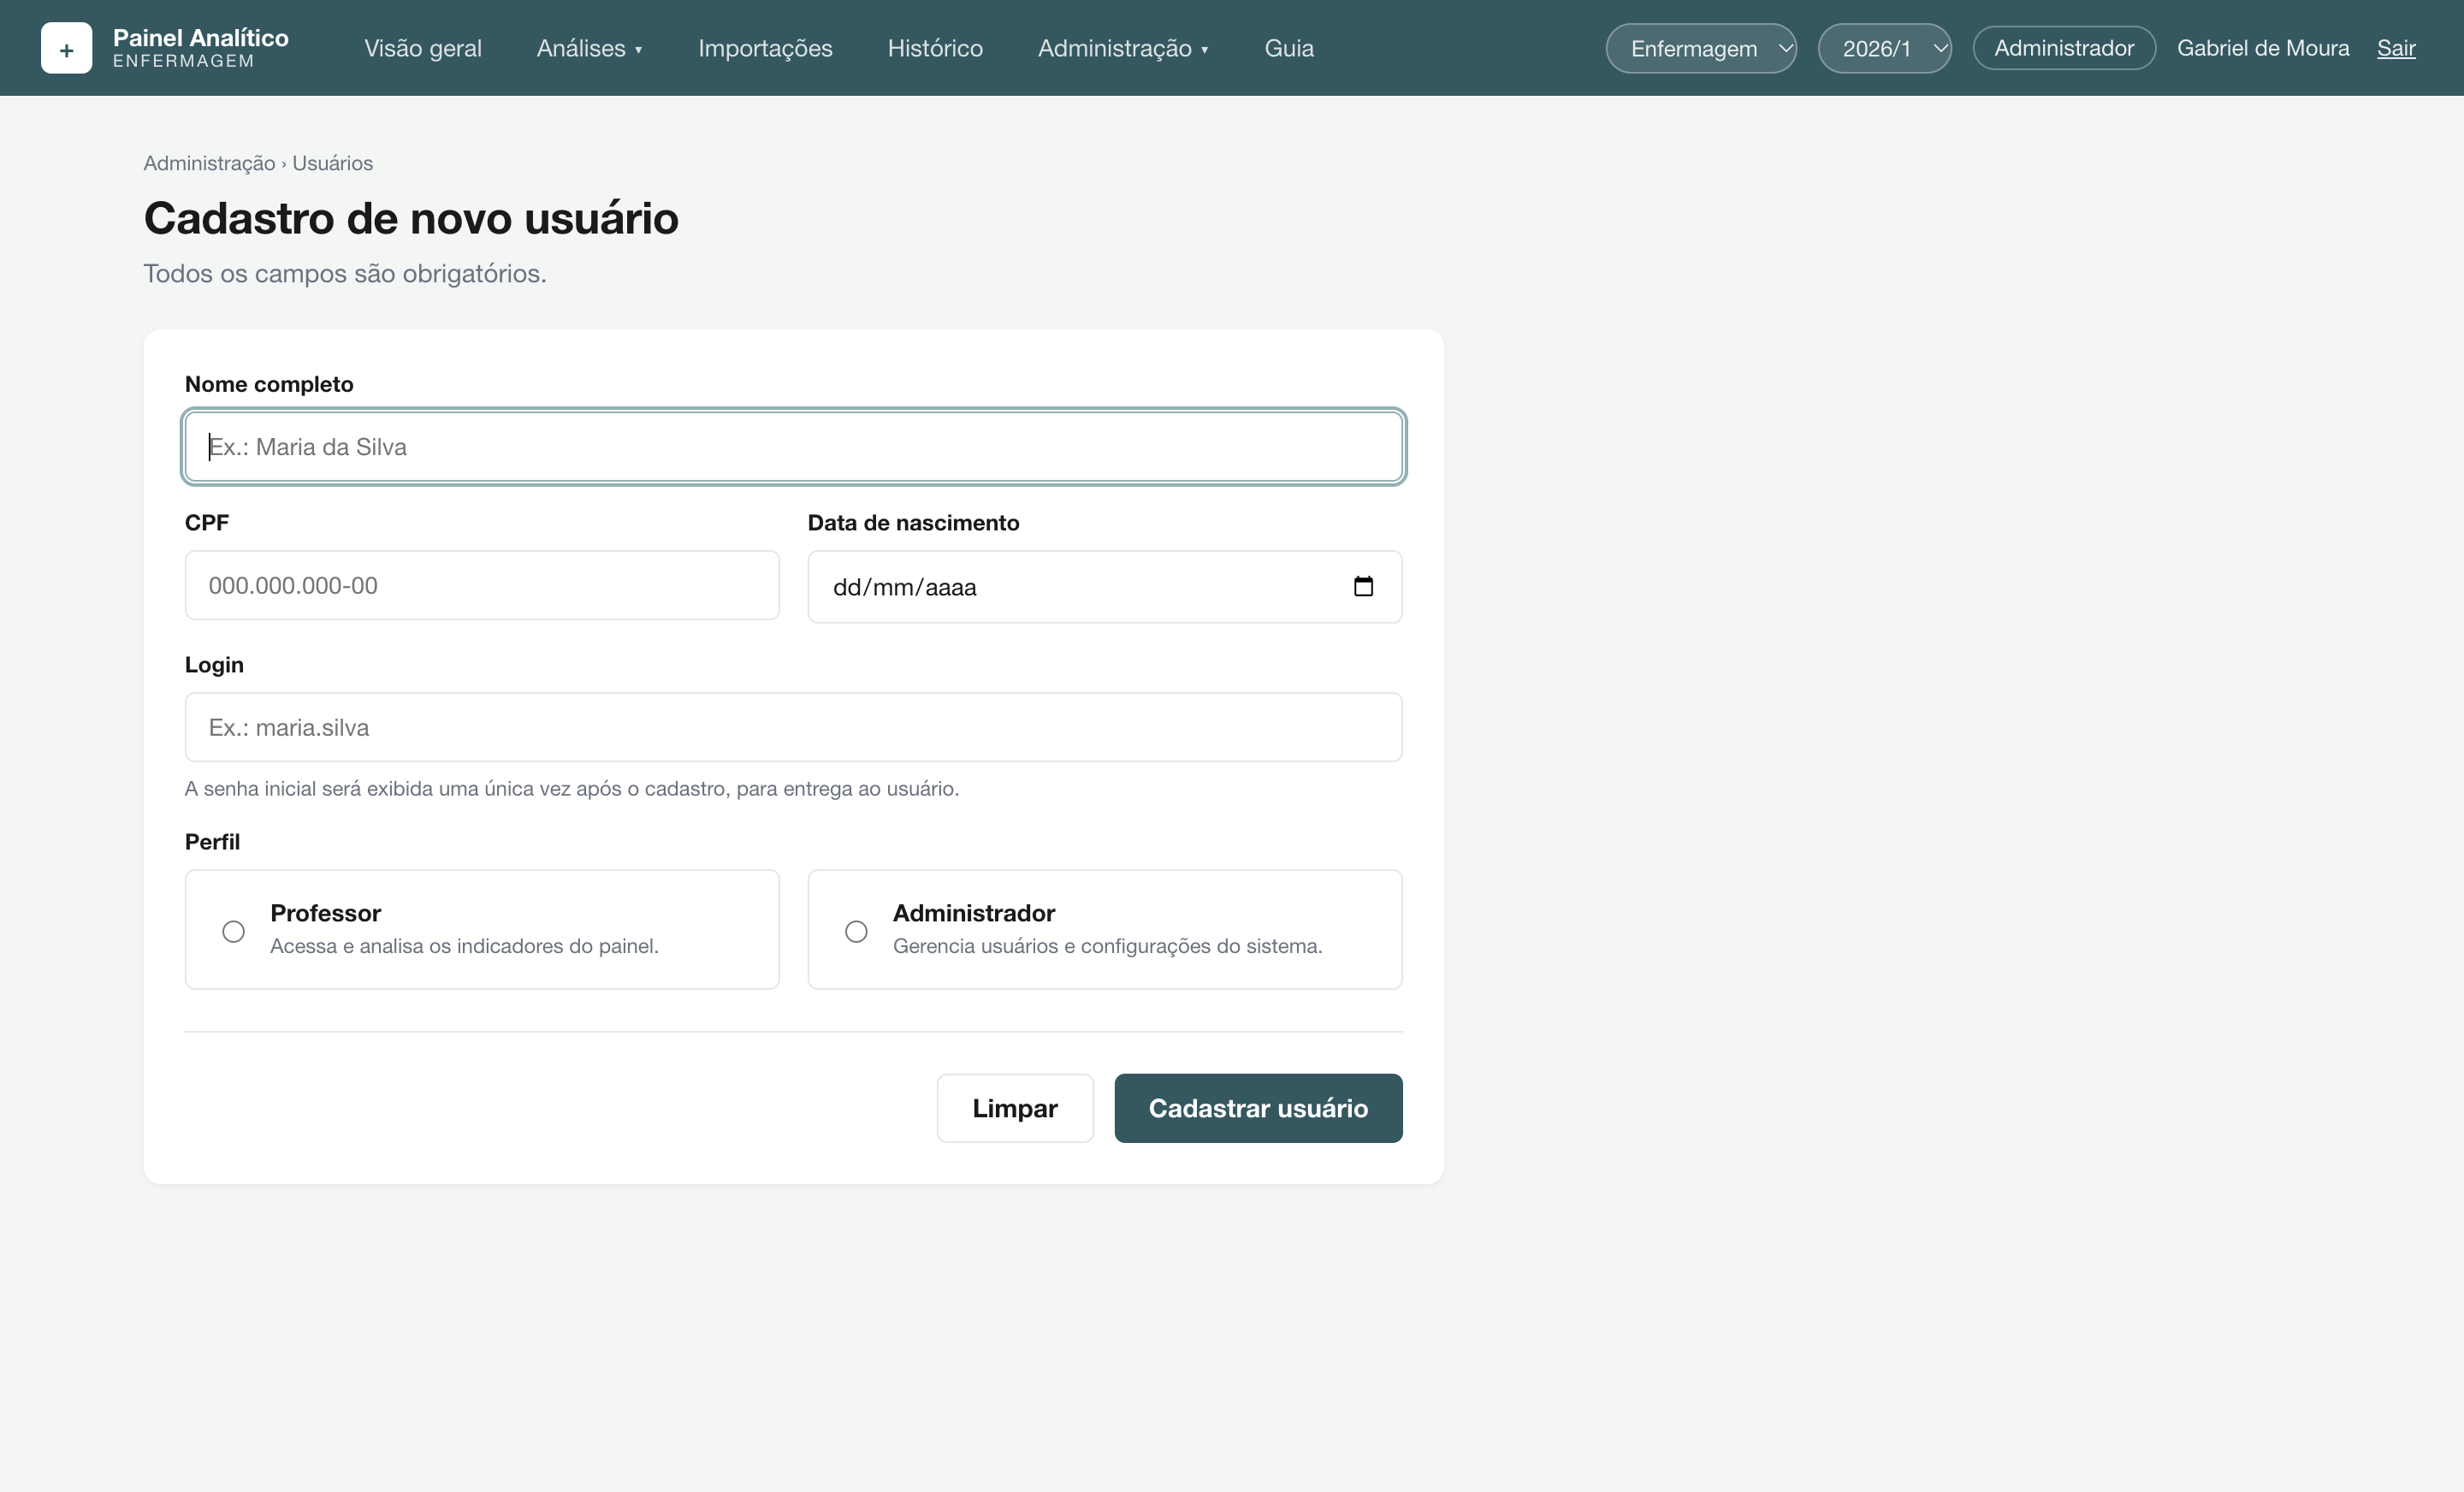 +
Painel Analítico
ENFERMAGEM
Visão geral
Análises ▾
Importações
Histórico
Administração ▾
Guia
Enfermagem
2026/1
Administrador
Gabriel de Moura
Sair
Administração › Usuários
Cadastro de novo usuário
Todos os campos são obrigatórios.
Nome completo
Ex.: Maria da Silva
CPF
Data de nascimento
000.000.000-00
dd/mm/aaaa
Login
Ex.: maria.silva
A senha inicial será exibida uma única vez após o cadastro, para entrega ao usuário.
Perfil
Professor
Acessa e analisa os indicadores do painel.
Administrador
Gerencia usuários e configurações do sistema.
Limpar
Cadastrar usuário